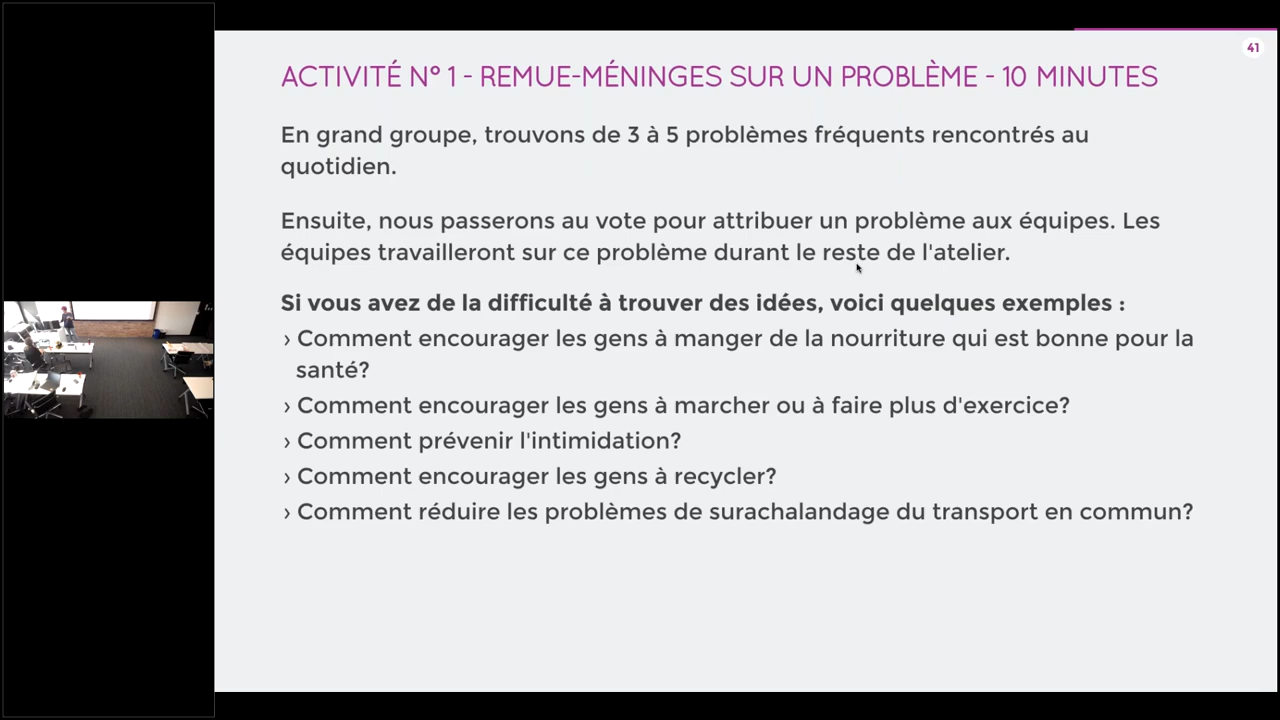 41
ACTIVITÉ N° 1 - REMUE-MÉNINGES SUR UN PROBLÈME - 10 MINUTES
En grand groupe, trouvons de 3 à 5 problèmes fréquents rencontrés au
quotidien.
Ensuite, nous passerons au vote pour attribuer un problème aux équipes. Les
équipes travailleront sur ce problème durant le reste de l'atelier.
Si vous avez de la difficulté à trouver des idées, voici quelques exemples :
› Comment encourager les gens à manger de la nourriture qui est bonne pour la
santé?
› Comment encourager les gens à marcher ou à faire plus d'exercice?
› Comment prévenir l'intimidation?
› Comment encourager les gens à recycler?
› Comment réduire les problèmes de surachalandage du transport en commun?